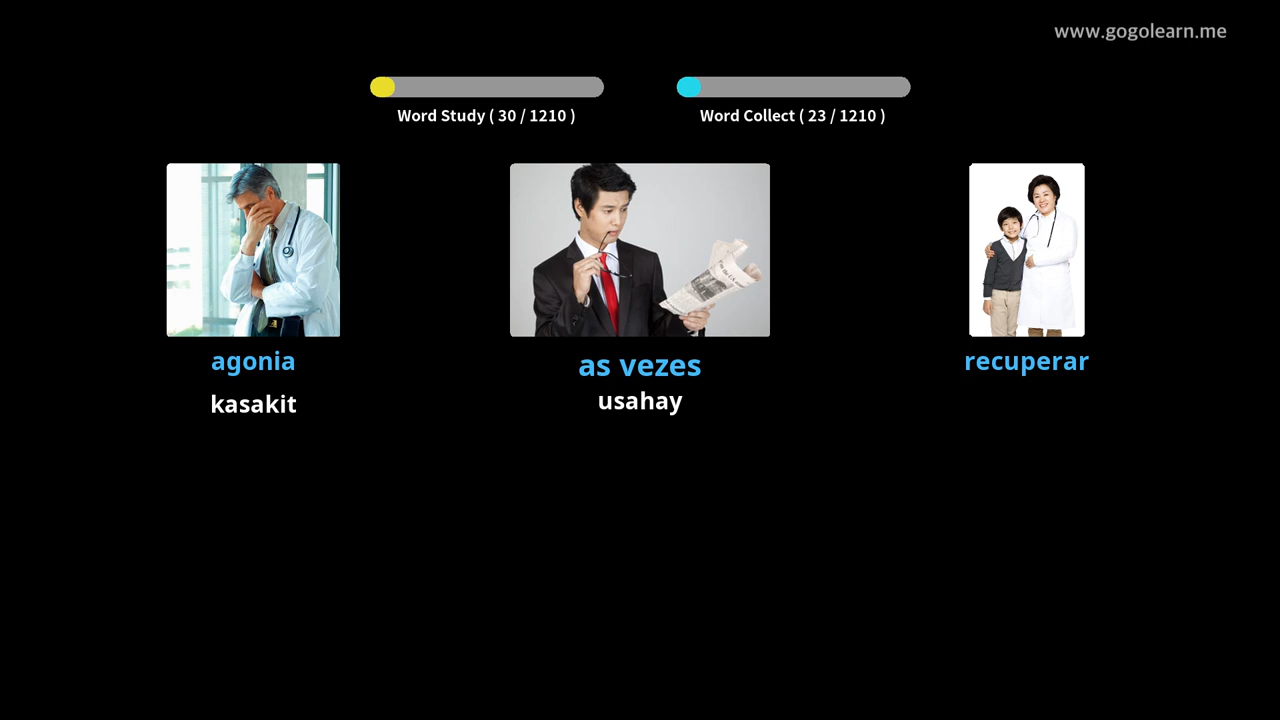 www.gogolearn.me
Word Study ( 30 / 1210 )
Word Collect ( 23 / 1210 )
agonia
as vezes
recuperar
kasakit
usahay